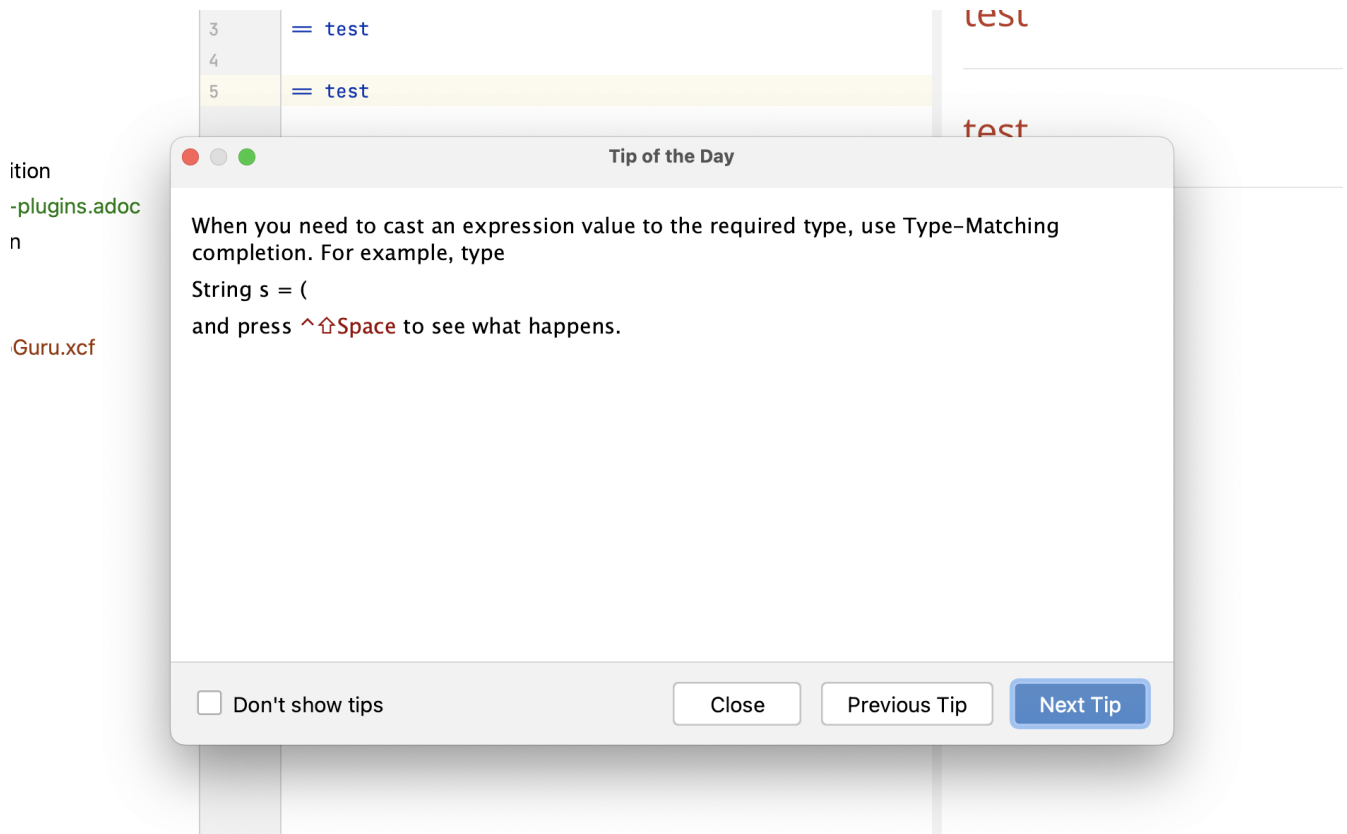 3 == test
test
4
5 == test
test
Tip of the Day
ition
-plugins.adoc
n
Guru.xcf
When you need to cast an expression value to the required type, use Type-Matching
completion. For example, type
String s = (
and press ^⇧Space to see what happens.
Don't show tips
Close
Previous Tip
Next Tip